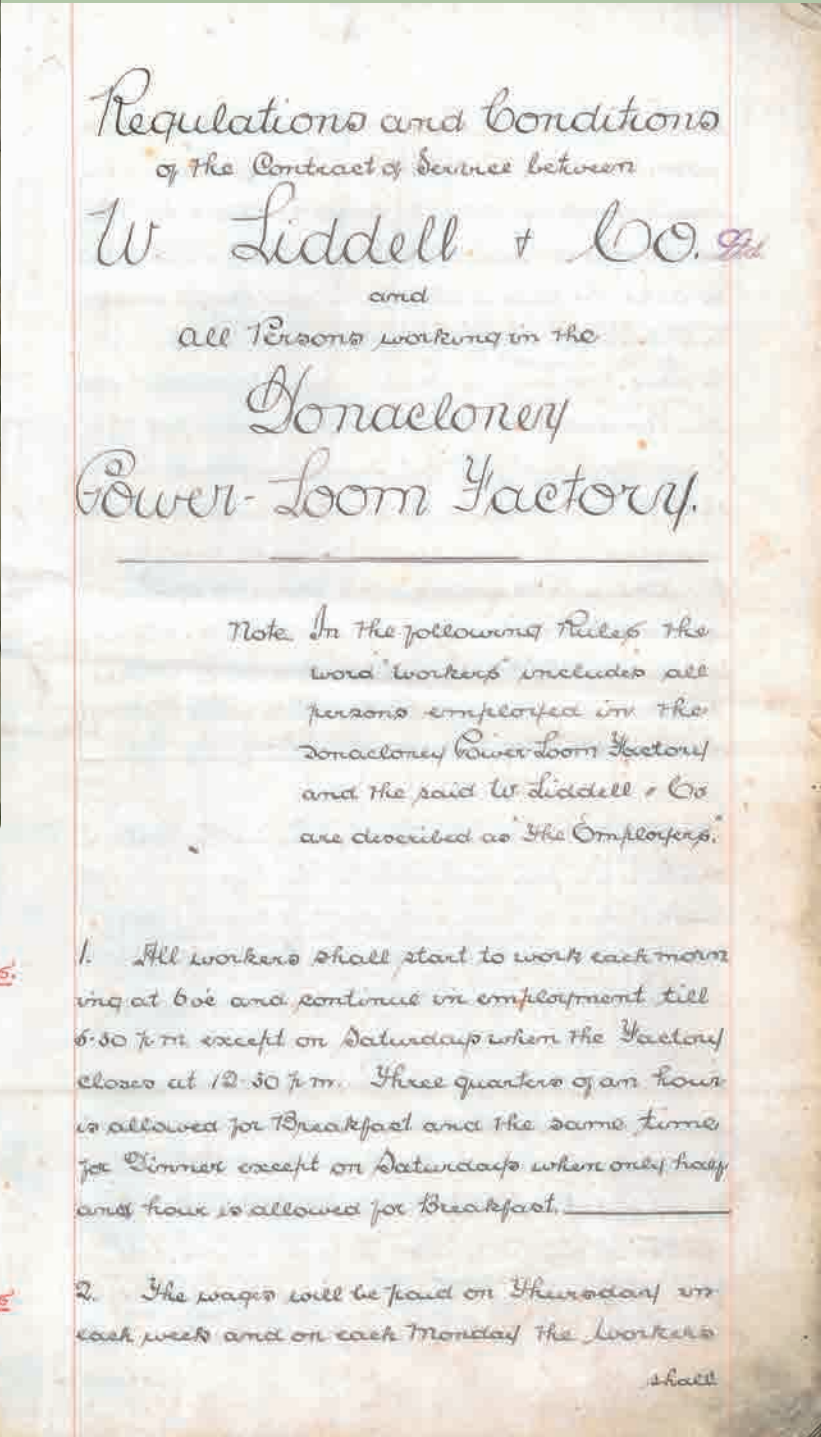 Regulations and Conditions
of the Contract of Service between
W. Liddell & Co. Ltd.
and
all Persons working in the
Donacloney
Power-Loom Factory.
Note. In the following Rules the
word "workers" includes all
persons employed in the
Donacloney Power-Loom Factory
and the said W Liddell & Co
are described as "The Employers."
1. All workers shall start to work each morn
ing at 6 o'c and continue in employment till
5.30 p.m except on Saturdays when the Factory
closes at 12.30 p.m. Three quarters of an hour
is allowed for Breakfast and the same time
for Dinner except on Saturdays when only half
and hour is allowed for Breakfast.
2. The wages will be paid on Thursday in
each week and on each Monday the Workers
shall